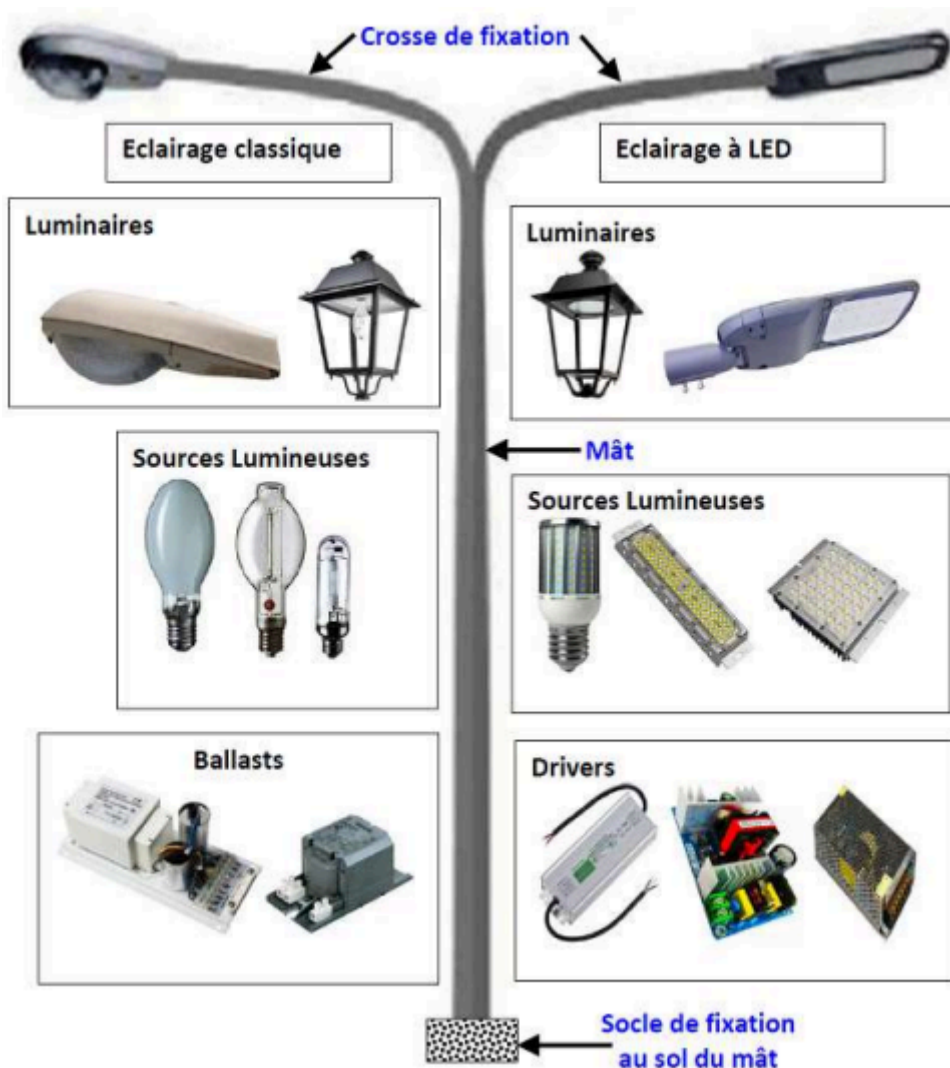 Crosse de fixation
Eclairage classique
Eclairage à LED
Luminaires
Luminaires
Mât
Sources Lumineuses
Sources Lumineuses
Ballasts
Drivers
Socle de fixation
au sol du mât